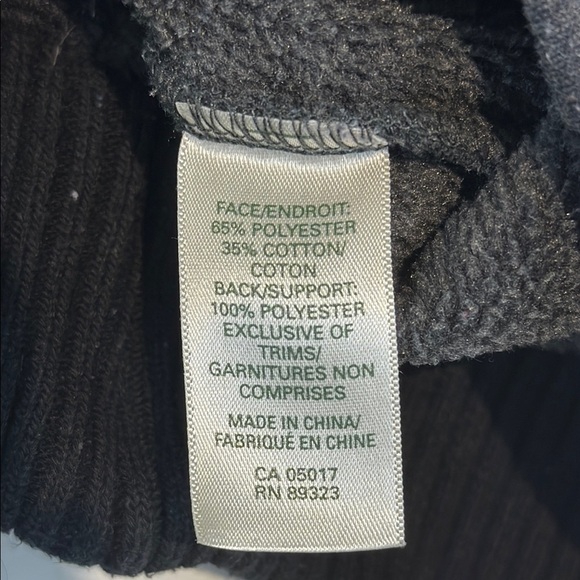 FACE/ENDROIT:
65% POLYESTER
35% COTTON/
COTON
BACK/SUPPORT:
100% POLYESTER
EXCLUSIVE OF
TRIMS/
GARNITURES NON
COMPRISES
MADE IN CHINA/
FABRIQUÉ EN CHINE
CA 05017
RN 89323